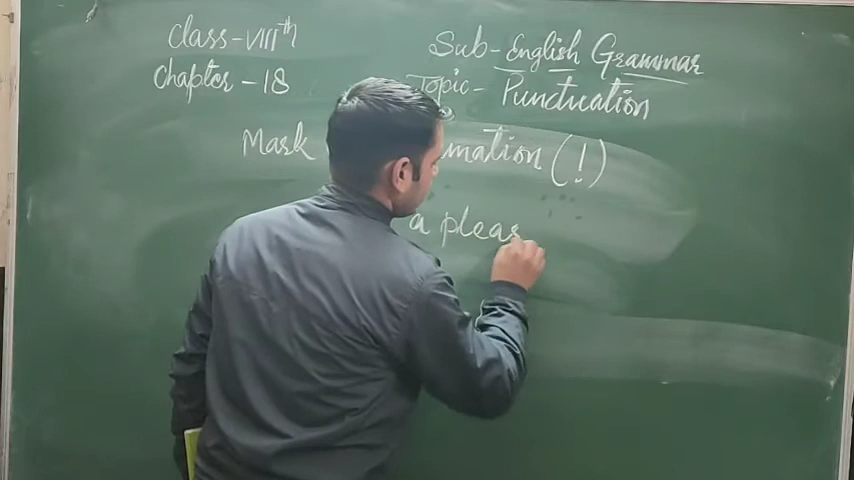 Class-VIIIth
Sub- English Grammar
Chapter - 18
Topic - Punctuation
Mark mation (!)
a pleas